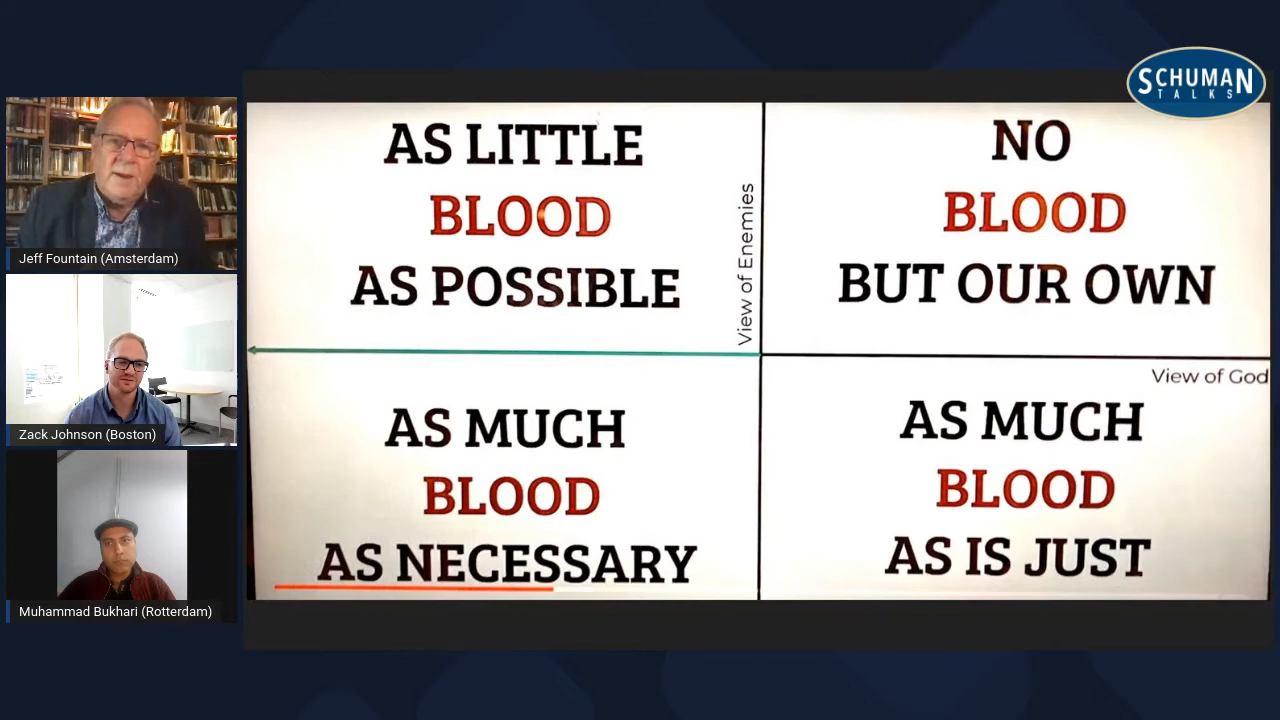 SCHUMAN
TALKS
Jeff Fountain (Amsterdam)
Zack Johnson (Boston)
Muhammad Bukhari (Rotterdam)
AS LITTLE
BLOOD
AS POSSIBLE
View of Enemies
NO
BLOOD
BUT OUR OWN
View of God
AS MUCH
BLOOD
AS NECESSARY
AS MUCH
BLOOD
AS IS JUST